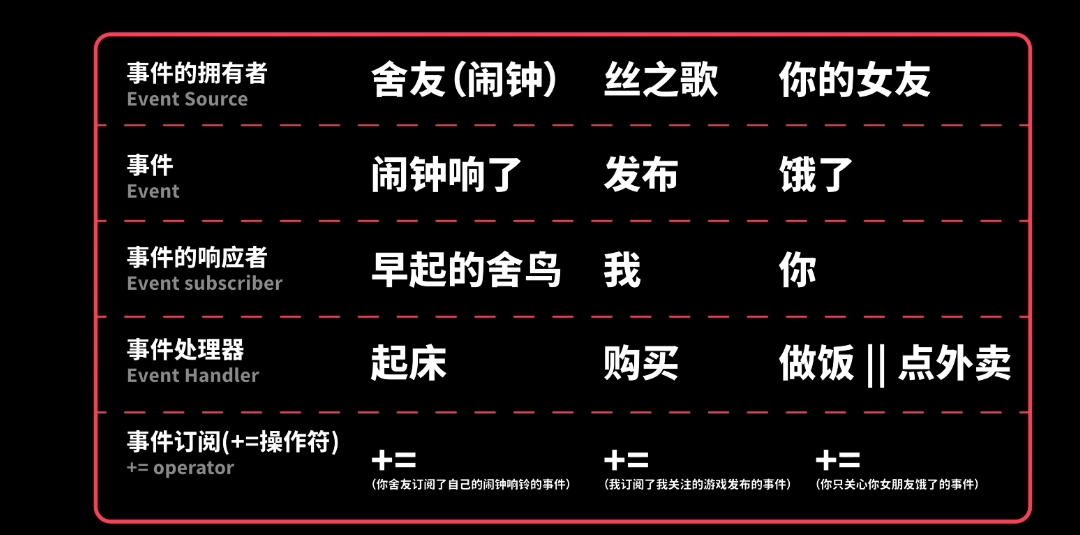 事件的拥有者 舍友(闹钟) 丝之歌 你的女友
Event Source
事件 闹钟响了 发布 饿了
Event
事件的响应者 早起的舍鸟 我 你
Event subscriber
事件处理器 起床 购买 做饭 || 点外卖
Event Handler
事件订阅(+=操作符) += += +=
+= operator
(你舍友订阅了自己的闹钟响铃的事件) (我订阅了我关注的游戏发布的事件) (你只关心你女朋友饿了的事件)